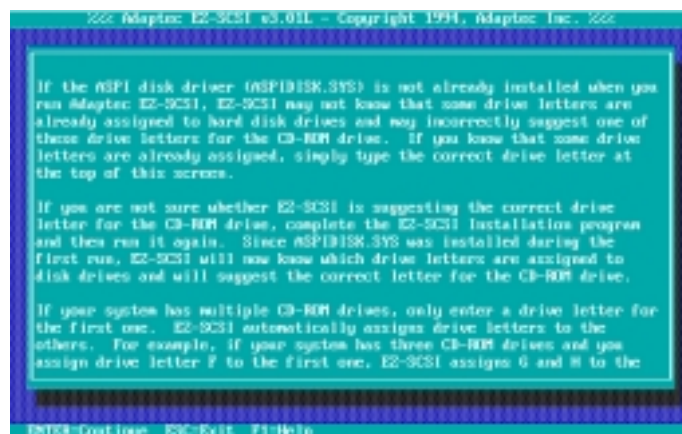 Adaptec EZ-SCSI v3.01L - Copyright 1994, Adaptec Inc.
If the ASPI disk driver (ASPIDISK.SYS) is not already installed when you
run Adaptec EZ-SCSI, EZ-SCSI may not know that some drive letters are
already assigned to hard disk drives and may incorrectly suggest one of
these drive letters for the CD-ROM drive.  If you know that some drive
letters are already assigned, simply type the correct drive letter at
the top of this screen.
If you are not sure whether EZ-SCSI is suggesting the correct drive
letter for the CD-ROM drive, complete the EZ-SCSI Installation program
and then run it again.  Since ASPIDISK.SYS was installed during the
first run, EZ-SCSI will now know which drive letters are assigned to
disk drives and will suggest the correct letter for the CD-ROM drive.
If your system has multiple CD-ROM drives, only enter a drive letter for
the first one.  EZ-SCSI automatically assigns drive letters to the
others.  For example, if your system has three CD-ROM drives and you
assign drive letter F to the first one, EZ-SCSI assigns G and H to the
ENTER=Continue  ESC=Exit  F1=Help